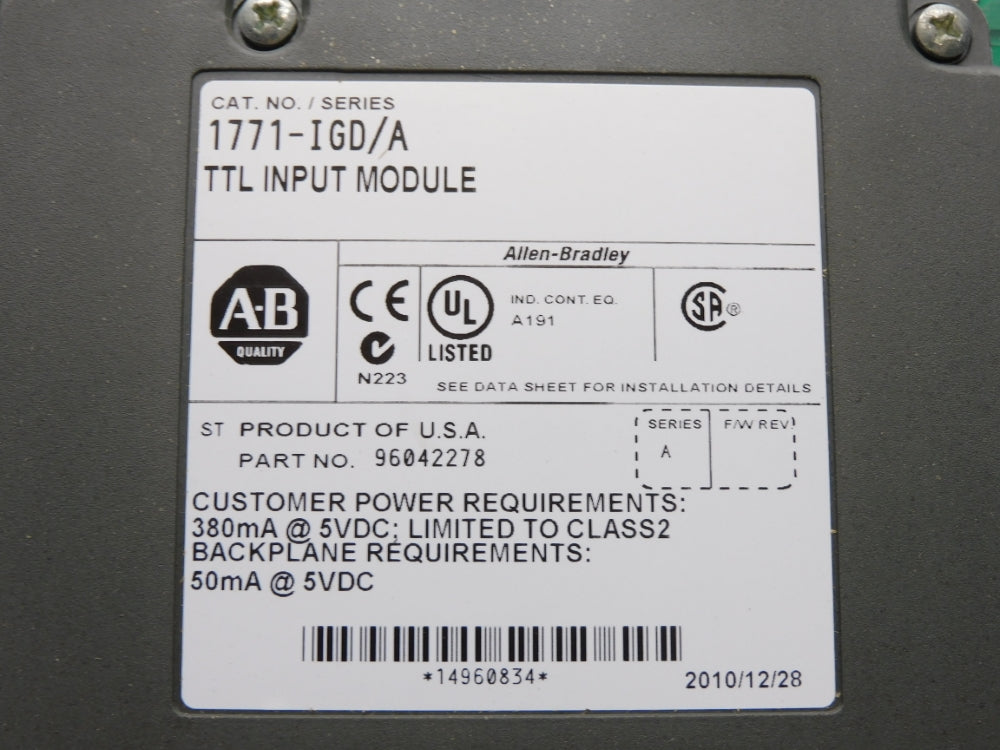 CAT. NO. / SERIES
1771-IGD/A
TTL INPUT MODULE
Allen-Bradley
A-B
QUALITY
CE
N223
UL
LISTED
IND. CONT. EQ.
A191
SA ®
SEE DATA SHEET FOR INSTALLATION DETAILS
ST PRODUCT OF U.S.A.
PART NO. 96042278
SERIES
A
F/W REV
CUSTOMER POWER REQUIREMENTS:
380mA @ 5VDC; LIMITED TO CLASS2
BACKPLANE REQUIREMENTS:
50mA @ 5VDC
*14960834*
2010/12/28